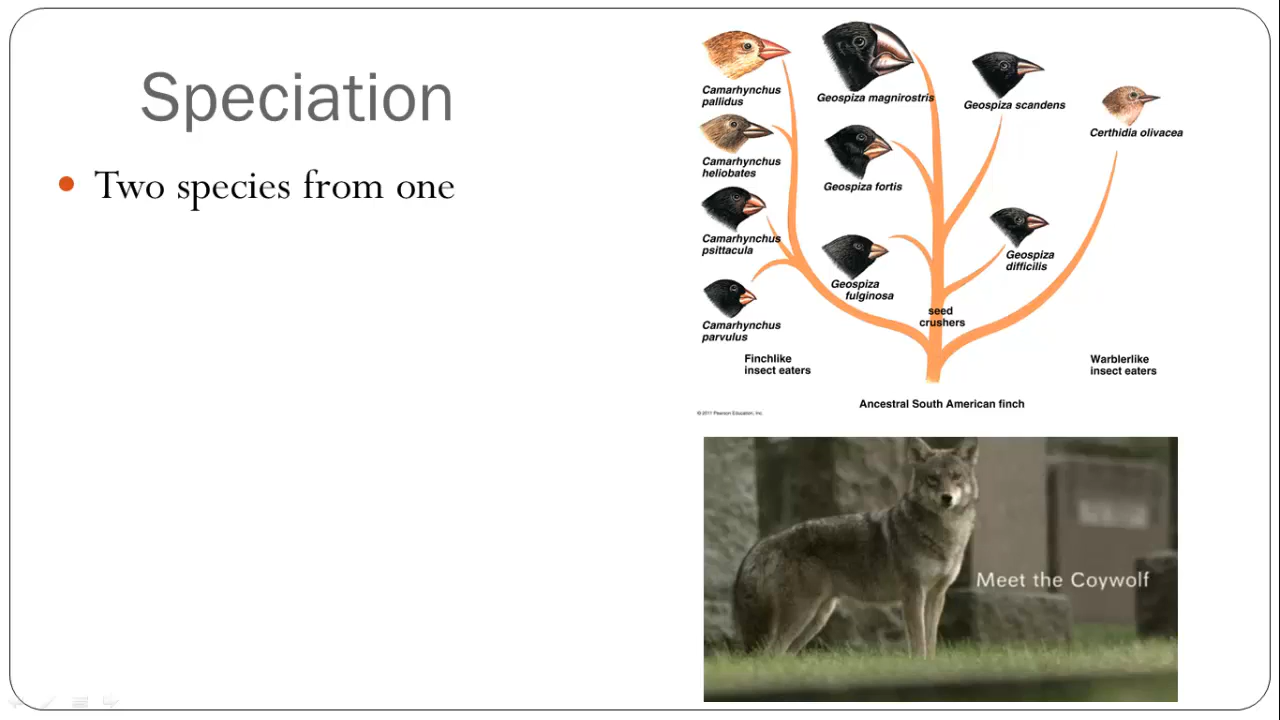 Speciation
Two species from one
Camarhynchus
pallidus
Geospiza magnirostris
Geospiza scandens
Certhidia olivacea
Camarhynchus
heliobates
Geospiza fortis
Camarhynchus
psittacula
Geospiza
difficilis
Geospiza
fulginosa
seed
crushers
Camarhynchus
parvulus
Finchlike
insect eaters
Warblerlike
insect eaters
Ancestral South American finch
© 2011 Pearson Education, Inc.
Meet the Coywolf